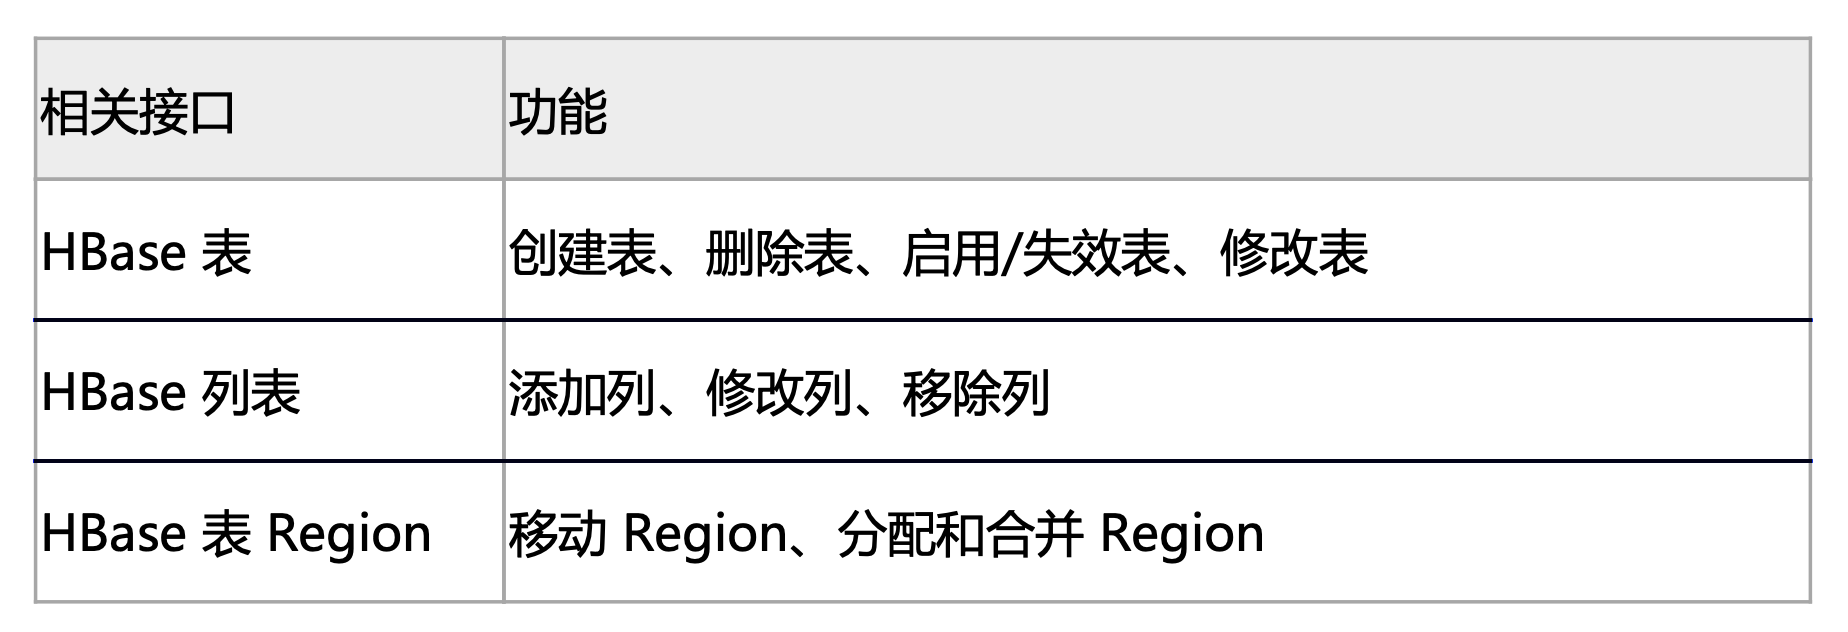 相关接口 功能
HBase 表 创建表、删除表、启用/失效表、修改表
HBase 列表 添加列、修改列、移除列
HBase 表 Region 移动 Region、分配和合并 Region